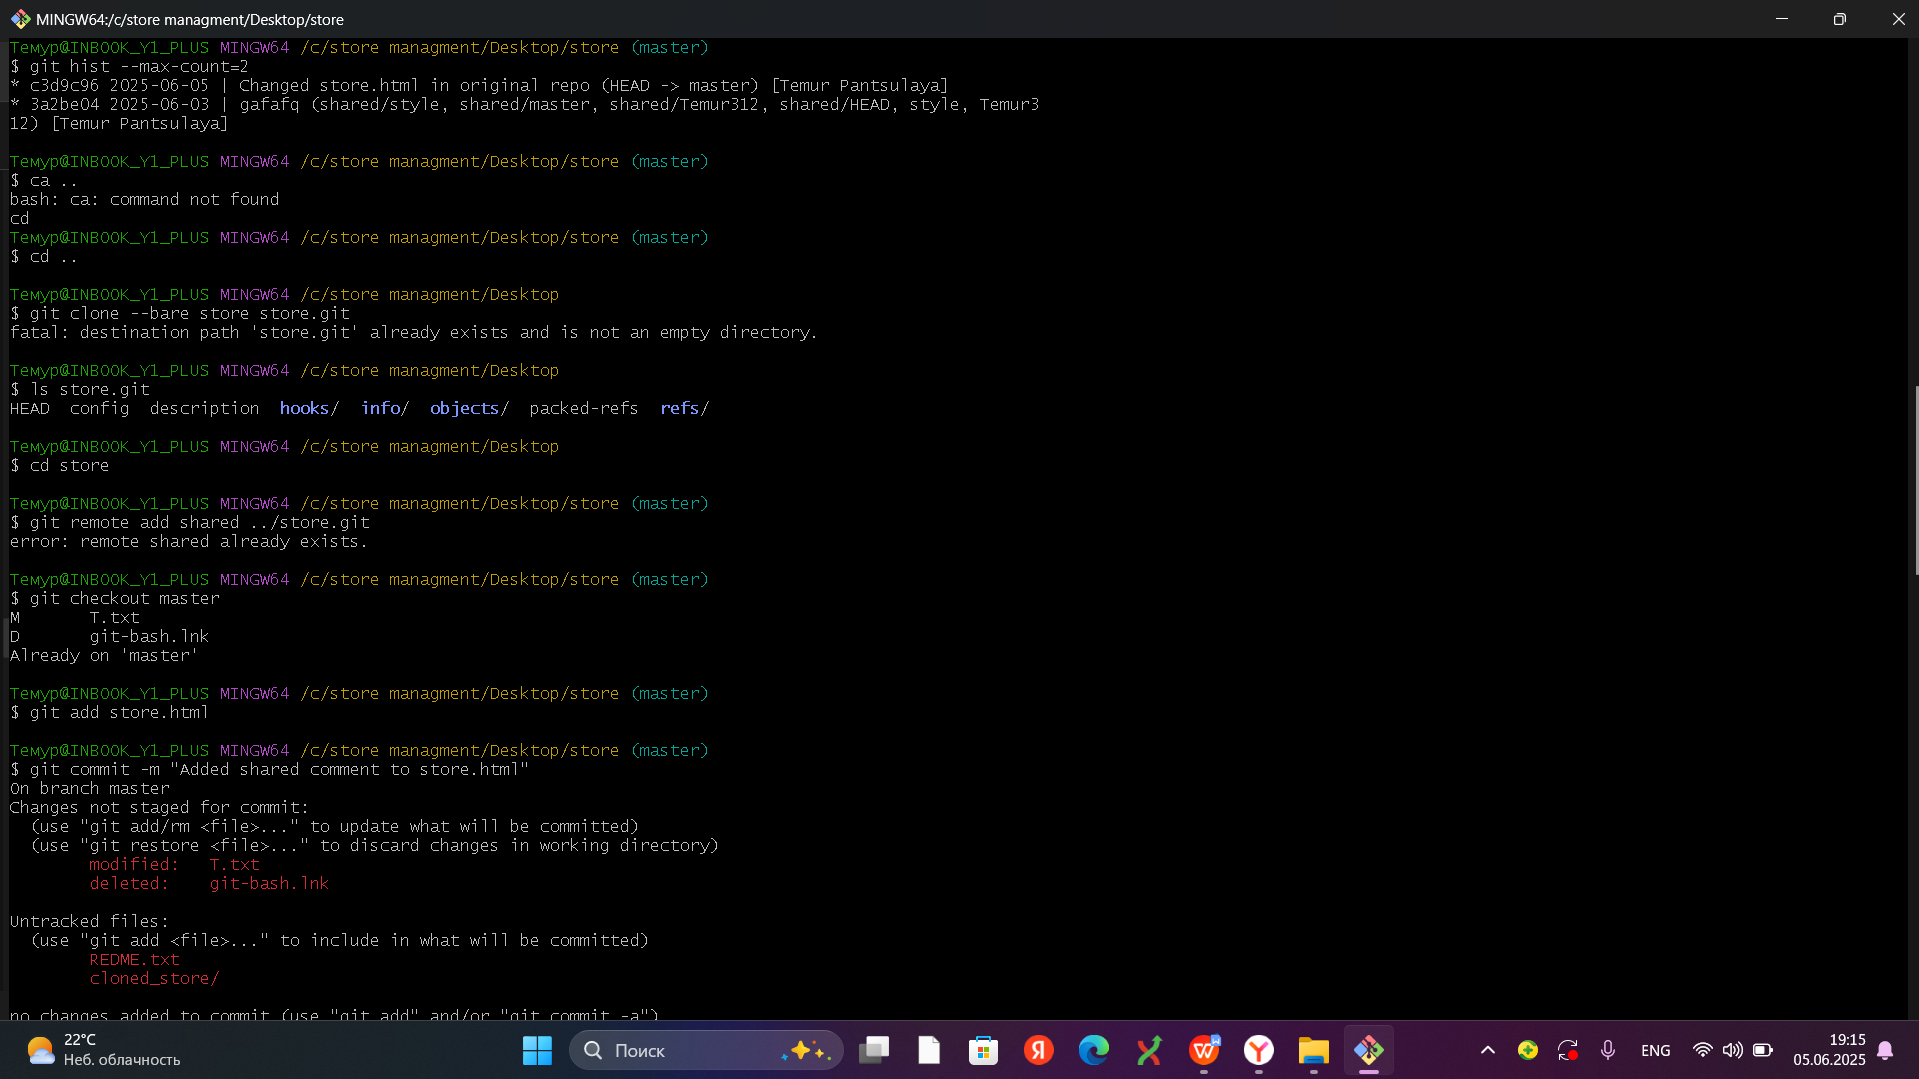 MINGW64:/c/store managment/Desktop/store
Темур@INBOOK_Y1_PLUS MINGW64 /c/store managment/Desktop/store (master)
$ git hist --max-count=2
* c3d9c96 2025-06-05 | Changed store.html in original repo (HEAD -> master) [Temur Pantsulaya]
* 3a2be04 2025-06-03 | gafafq (shared/style, shared/master, shared/Temur312, shared/HEAD, style, Temur3
12) [Temur Pantsulaya]
Темур@INBOOK_Y1_PLUS MINGW64 /c/store managment/Desktop/store (master)
$ ca ..
bash: ca: command not found
cd
Темур@INBOOK_Y1_PLUS MINGW64 /c/store managment/Desktop/store (master)
$ cd ..
Темур@INBOOK_Y1_PLUS MINGW64 /c/store managment/Desktop
$ git clone --bare store store.git
fatal: destination path 'store.git' already exists and is not an empty directory.
Темур@INBOOK_Y1_PLUS MINGW64 /c/store managment/Desktop
$ ls store.git
HEAD  config  description  hooks/  info/  objects/  packed-refs  refs/
Темур@INBOOK_Y1_PLUS MINGW64 /c/store managment/Desktop
$ cd store
Темур@INBOOK_Y1_PLUS MINGW64 /c/store managment/Desktop/store (master)
$ git remote add shared ../store.git
error: remote shared already exists.
Темур@INBOOK_Y1_PLUS MINGW64 /c/store managment/Desktop/store (master)
$ git checkout master
M       T.txt
D       git-bash.lnk
Already on 'master'
Темур@INBOOK_Y1_PLUS MINGW64 /c/store managment/Desktop/store (master)
$ git add store.html
Темур@INBOOK_Y1_PLUS MINGW64 /c/store managment/Desktop/store (master)
$ git commit -m "Added shared comment to store.html"
On branch master
Changes not staged for commit:
  (use "git add/rm <file>..." to update what will be committed)
  (use "git restore <file>..." to discard changes in working directory)
        modified:   T.txt
        deleted:    git-bash.lnk
Untracked files:
  (use "git add <file>..." to include in what will be committed)
        REDME.txt
        cloned_store/
no changes added to commit (use "git add" and/or "git commit -a")
22°C
Неб. облачность
Поиск
ENG
19:15
05.06.2025